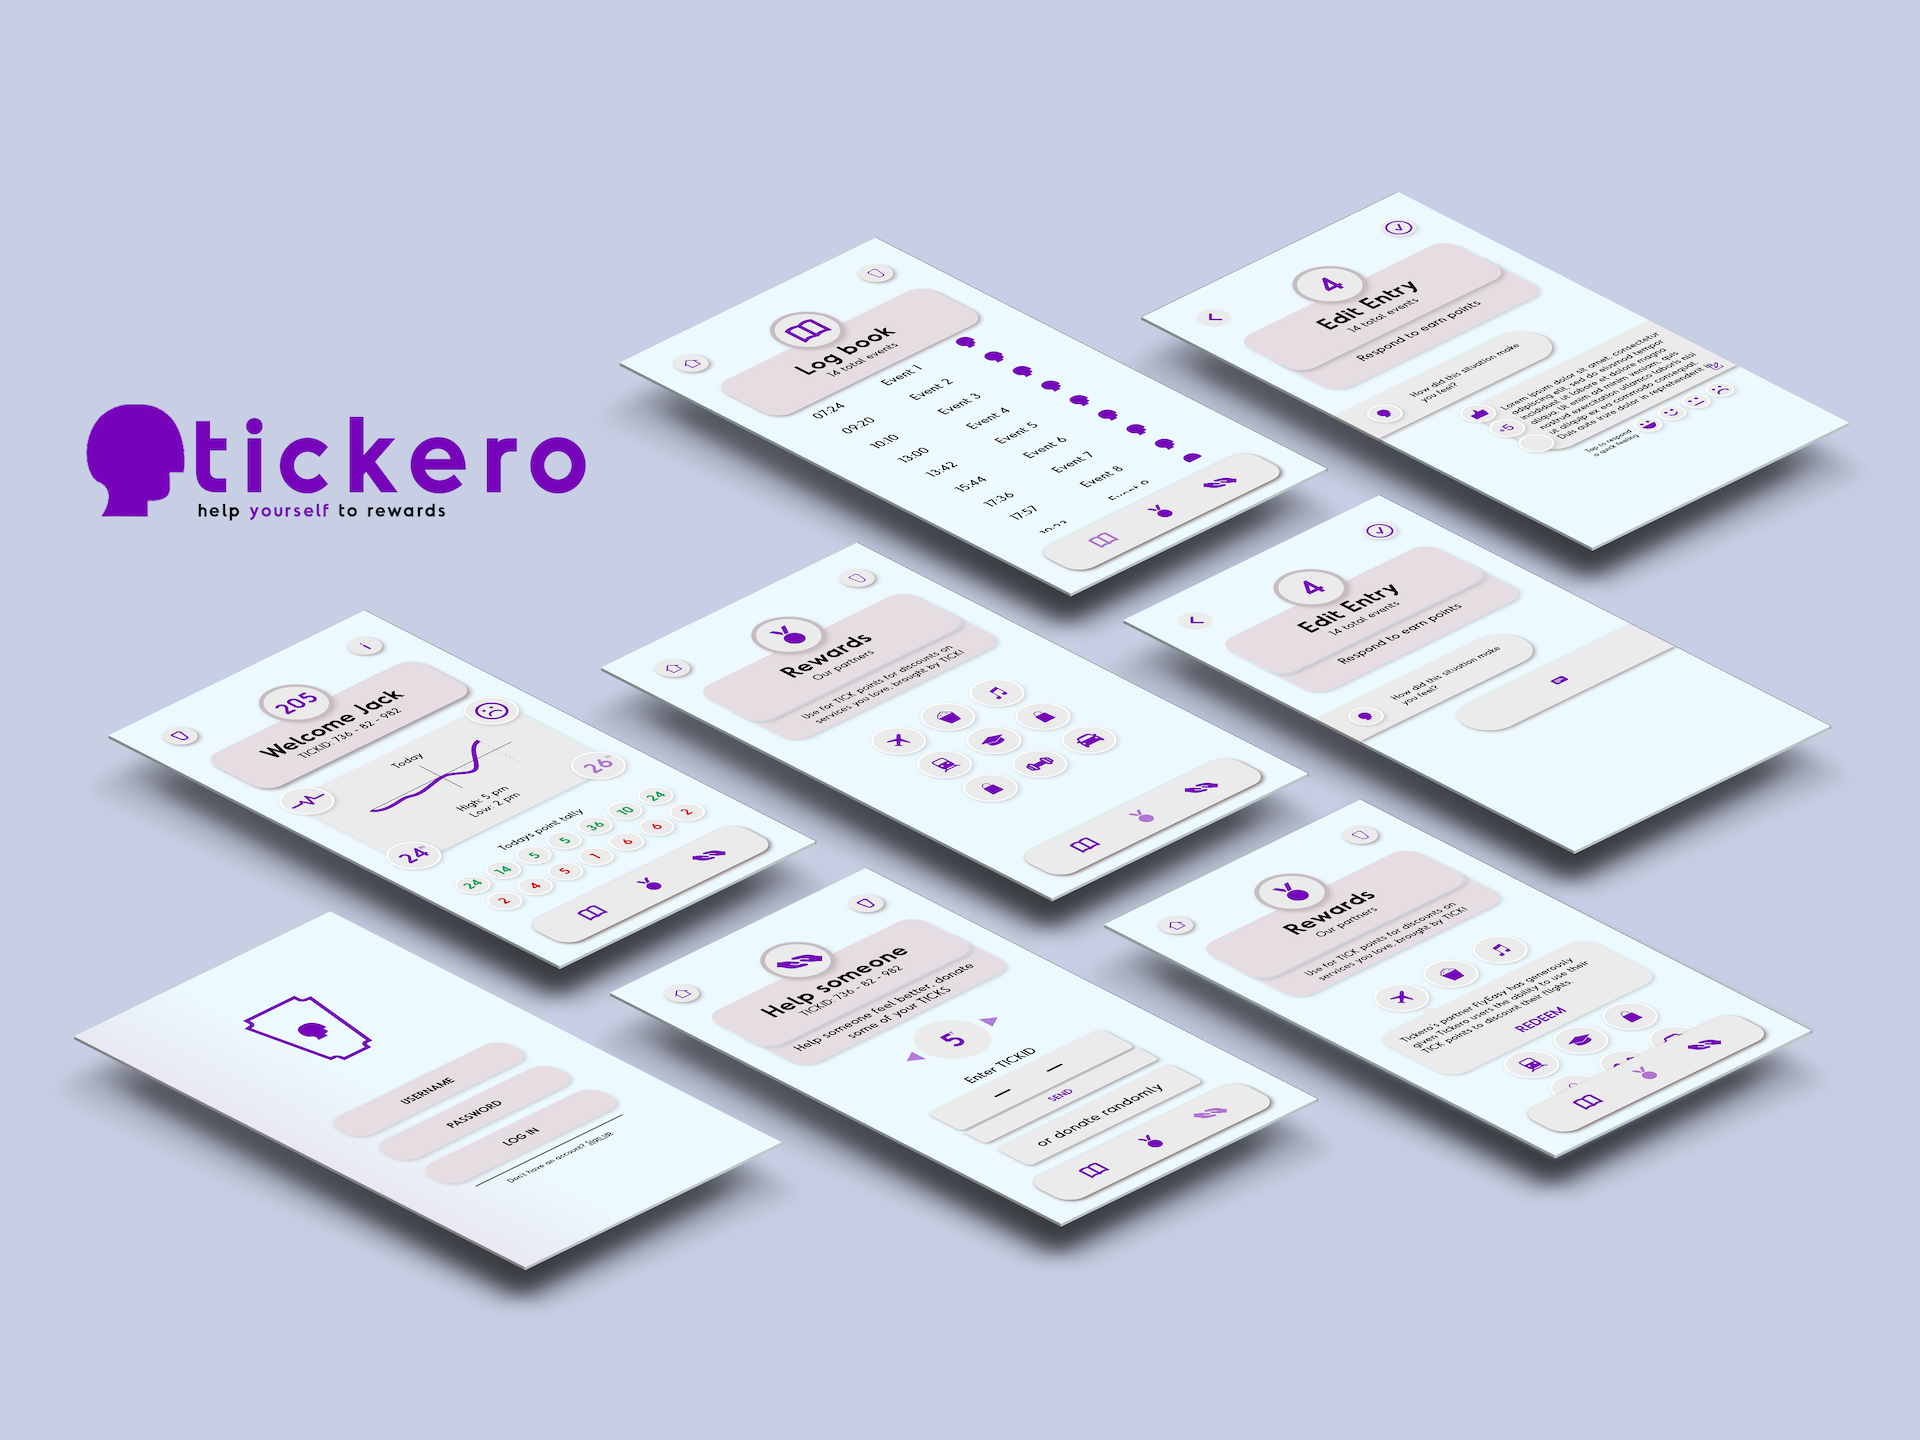 tickero
help yourself to rewards
Log book
14 total events
07:24 Event 1
09:20 Event 2
10:10 Event 3
13:00 Event 4
13:42 Event 5
15:44 Event 6
17:36 Event 7
17:57 Event 8
4
Edit Entry
14 total events
Respond to earn points
How did this situation make
you feel?
+5
Lorem ipsum dolor sit amet, consectetur
adipiscing elit, sed do eiusmod tempor
incididunt ut labore et dolore magna
aliqua. Ut enim ad minim veniam, quis
nostrud exercitation ullamco laboris nisi
ut aliquip ex ea commodo consequat.
Duis aute irure dolor in reprehenderit in
Tap to respond
a quick feeling
205
Welcome Jack
TICKID: 736 - 82 - 982
Today
High: 5 pm
Low: 2 pm
24
26
Todays point tally
24 14 5 5 36 10 24
2 4 5 1 6 6 2
Rewards
Our partners
Use for TICK points for discounts on
services you love, brought by TICK!
4
Edit Entry
14 total events
Respond to earn points
How did this situation make
you feel?
USERNAME
PASSWORD
LOG IN
Don't have an account? Sign up
Help someone
TICKID: 736 - 82 - 982
Help someone feel better, donate
some of your TICKS
5
Enter TICKID
SEND
or donate randomly
Rewards
Our partners
Use for TICK points for discounts on
services you love, brought by TICK!
Tickero's partner FlyEasy has generously
given Tickero users the ability to use their
TICK points to discount their flights.
REDEEM